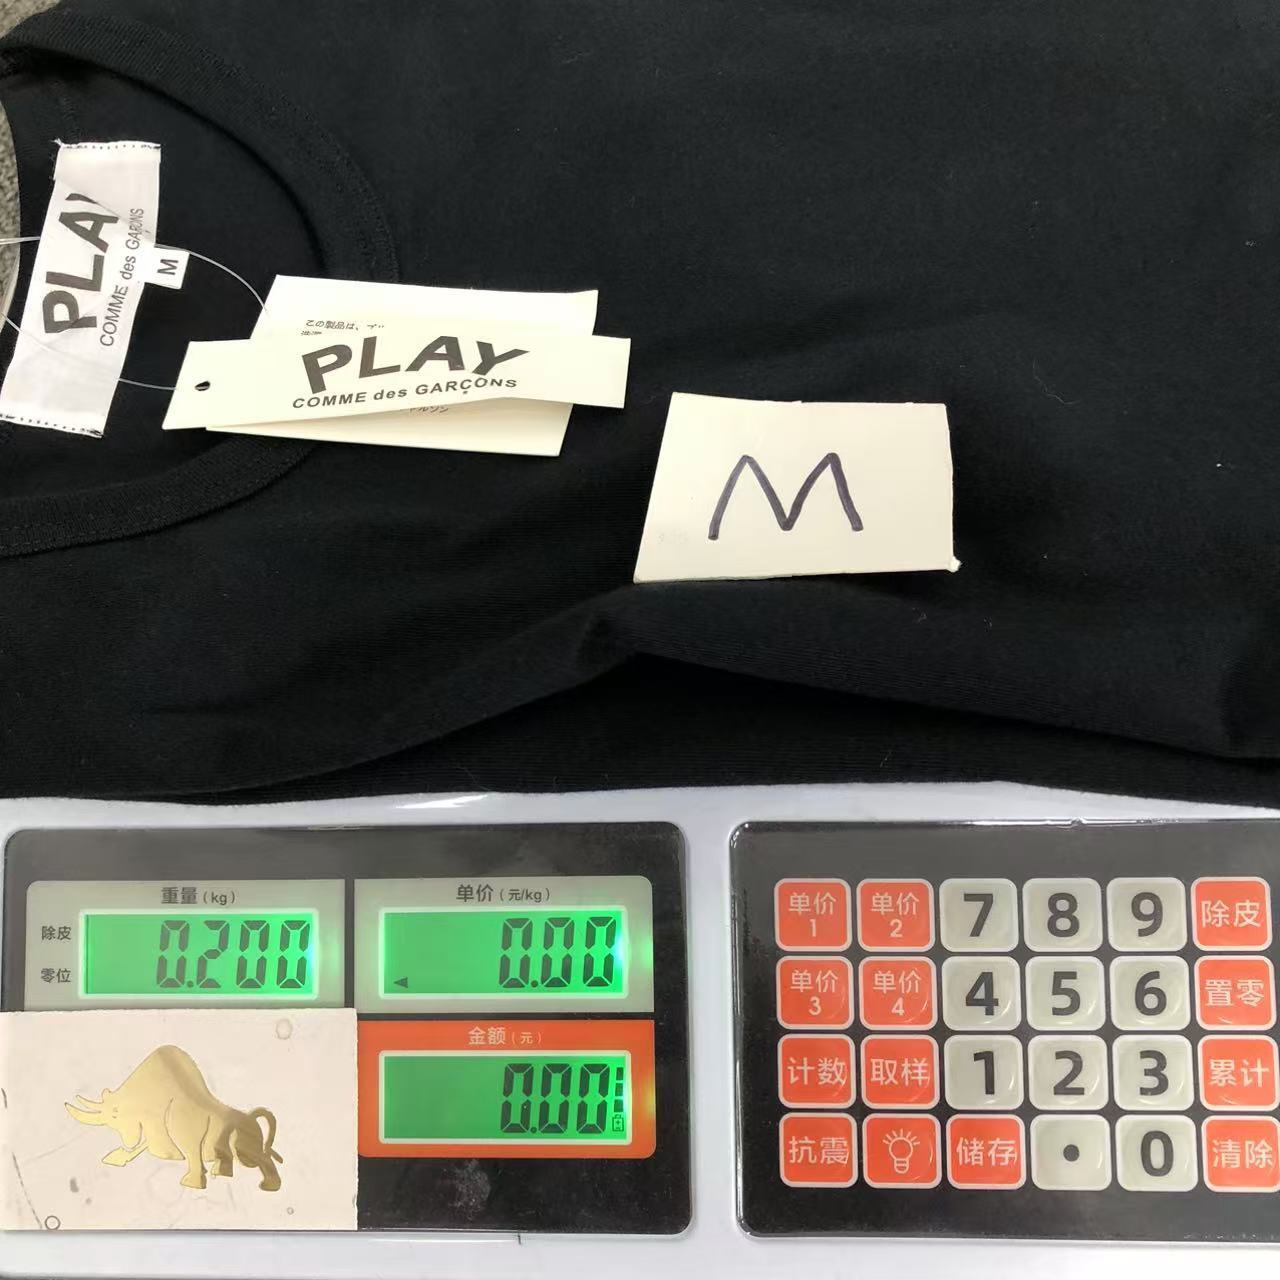 PLAY
COMME des GARÇONS
M
この製品は、
PLAY
COMME des GARÇONS
M
重量(kg)
单价(元/kg)
除皮
零位
0.200
0.00
金额(元)
0.00
单价1
单价2
7
8
9
除皮
单价3
单价4
4
5
6
置零
计数
取样
1
2
3
累计
抗震
储存
•
0
清除